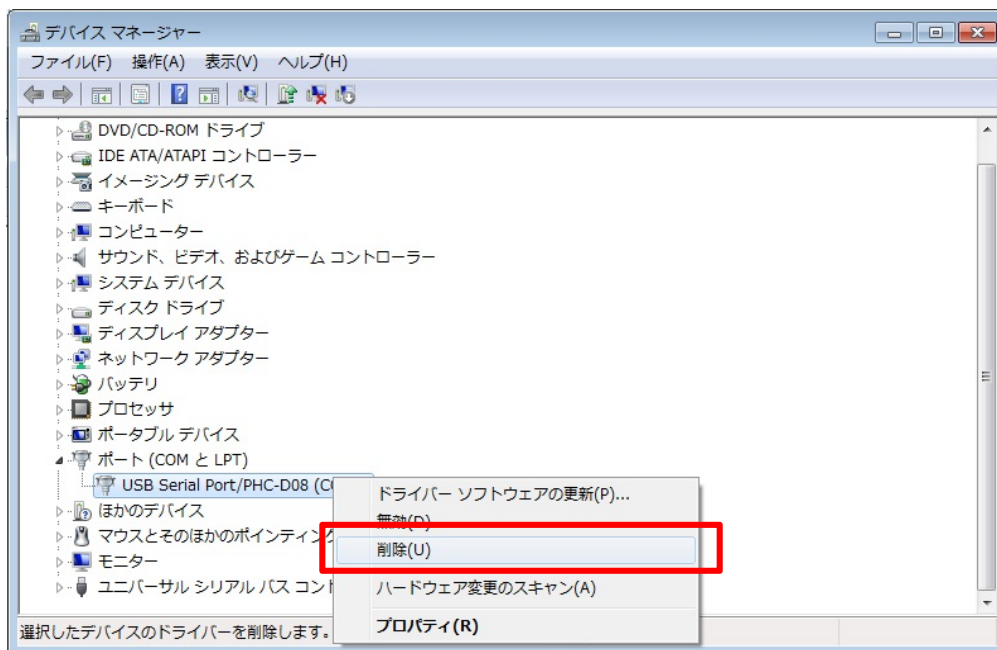 デバイス マネージャー
ファイル(F) 操作(A) 表示(V) ヘルプ(H)
DVD/CD-ROM ドライブ
IDE ATA/ATAPI コントローラー
イメージング デバイス
キーボード
コンピューター
サウンド、ビデオ、およびゲーム コントローラー
システム デバイス
ディスク ドライブ
ディスプレイ アダプター
ネットワーク アダプター
バッテリ
プロセッサ
ポータブル デバイス
ポート (COM と LPT)
USB Serial Port/PHC-D08 (C
ほかのデバイス
マウスとそのほかのポインティング
モニター
ユニバーサル シリアル バス コント
ドライバー ソフトウェアの更新(P)...
無効(D)
削除(U)
ハードウェア変更のスキャン(A)
プロパティ(R)
選択したデバイスのドライバーを削除します。